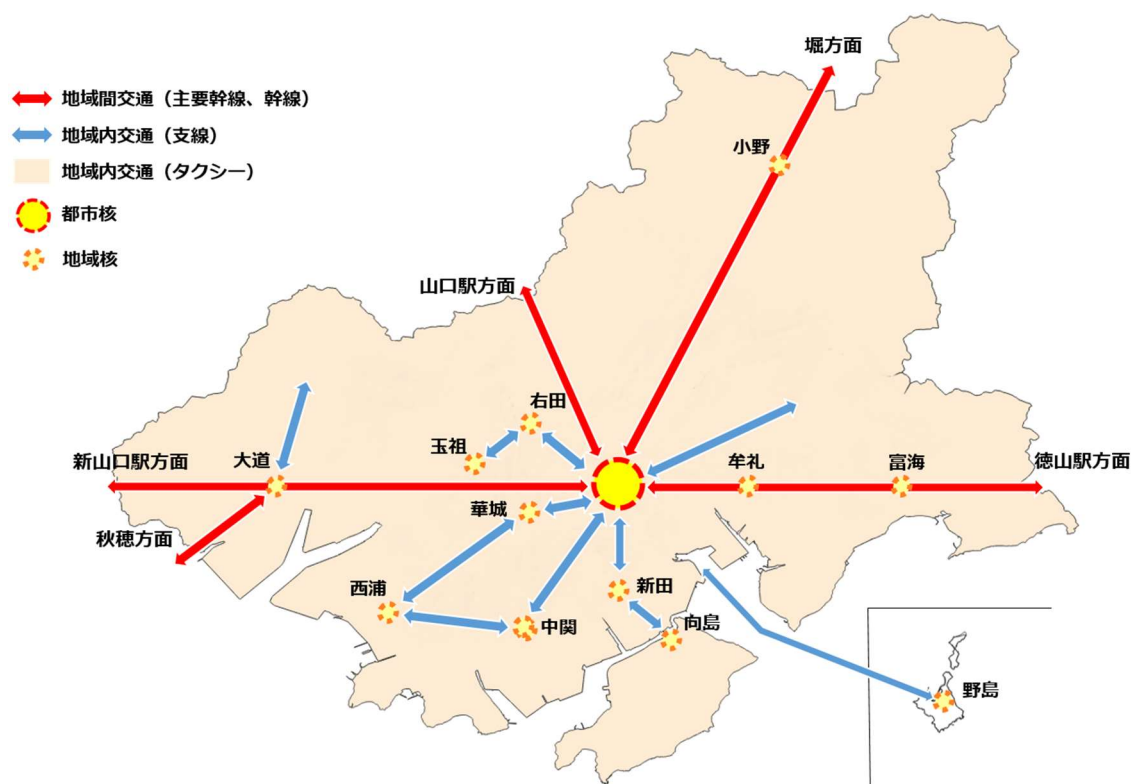 堀方面
地域間交通（主要幹線、幹線）
地域内交通（支線）
地域内交通（タクシー）
都市核
地域核
小野
山口駅方面
右田
玉祖
新山口駅方面
大道
牟礼
富海
徳山駅方面
華城
秋穂方面
西浦
新田
中関
向島
野島